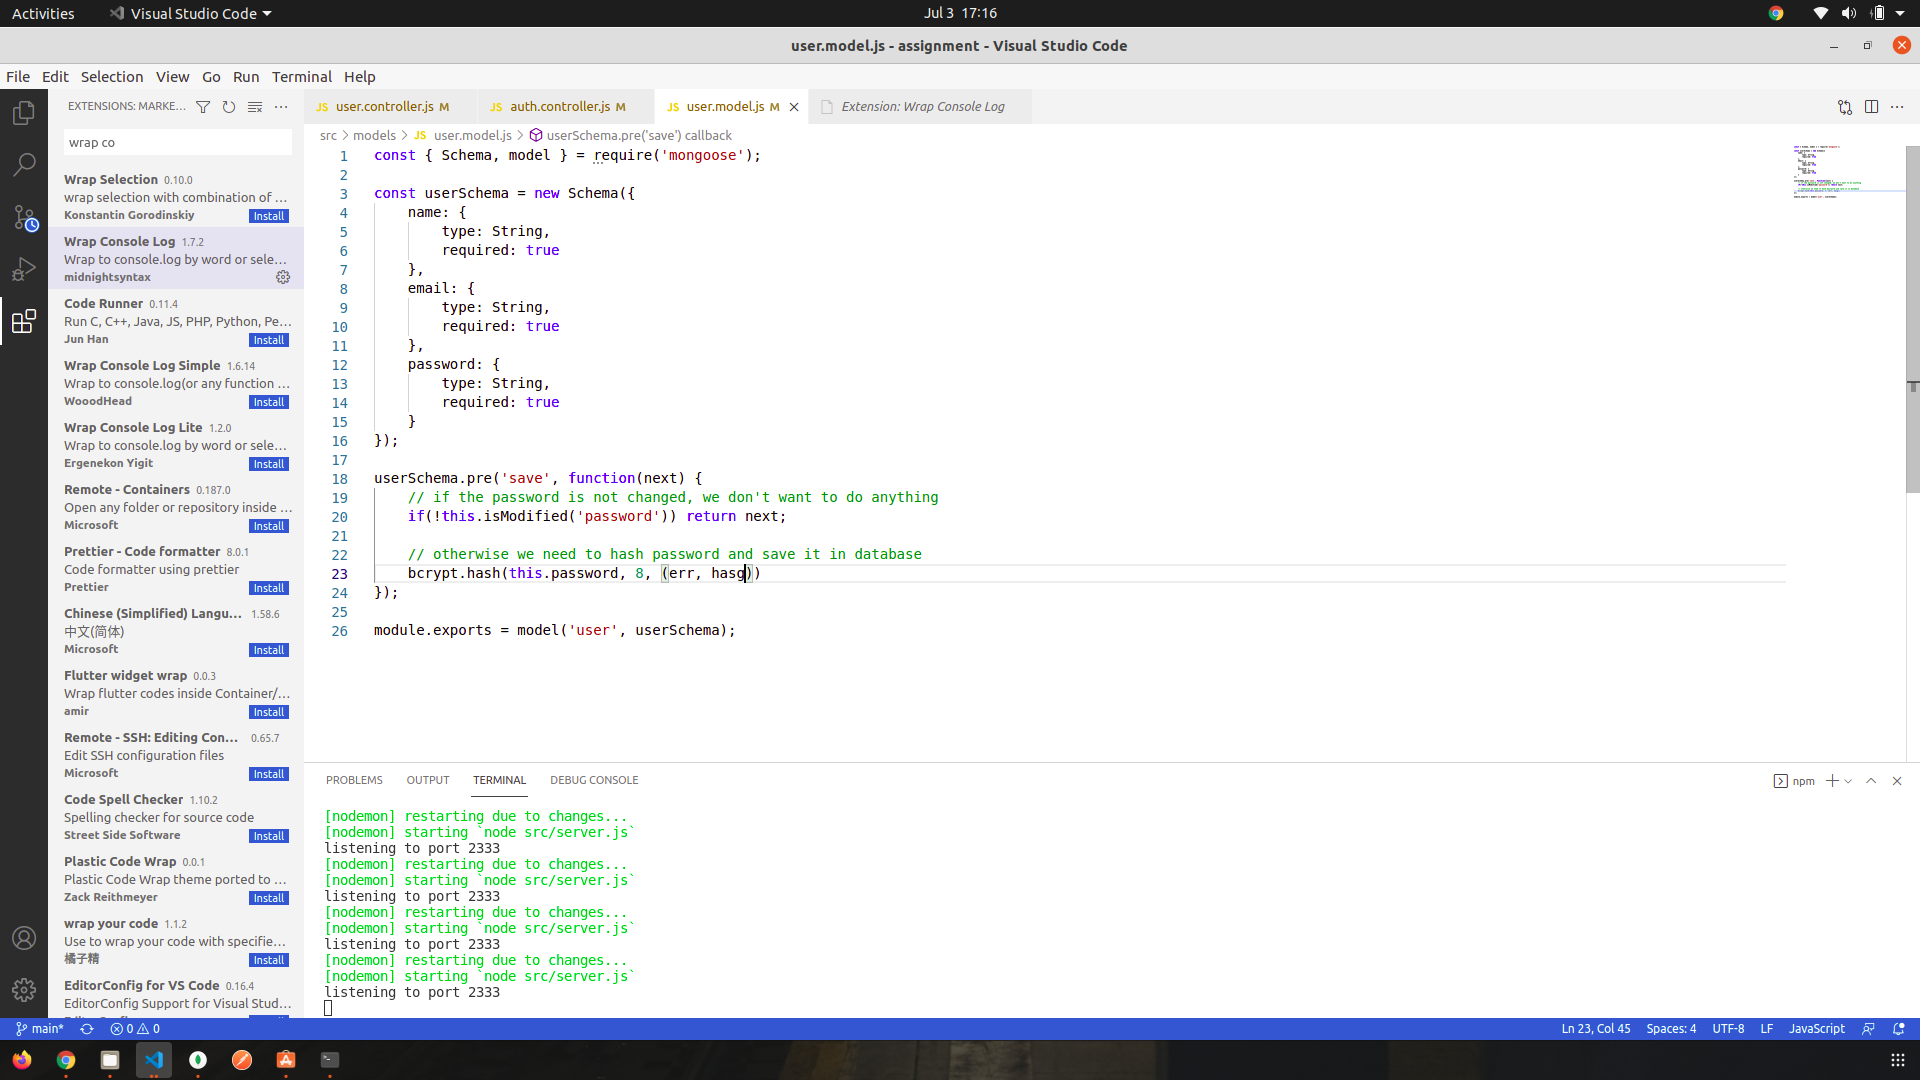 Activities
Visual Studio Code
Jul 3 17:16
user.model.js - assignment - Visual Studio Code
File Edit Selection View Go Run Terminal Help
EXTENSIONS: MARKE...
wrap co
Wrap Selection 0.10.0
wrap selection with combination of ...
Konstantin Gorodinskiy Install
Wrap Console Log 1.7.2
Wrap to console.log by word or sele...
midnightsyntax
Code Runner 0.11.4
Run C, C++, Java, JS, PHP, Python, Pe...
Jun Han Install
Wrap Console Log Simple 1.6.14
Wrap to console.log(or any function ...
WooodHead Install
Wrap Console Log Lite 1.2.0
Wrap to console.log by word or sele...
Ergenekon Yigit Install
Remote - Containers 0.187.0
Open any folder or repository inside ...
Microsoft Install
Prettier - Code formatter 8.0.1
Code formatter using prettier
Prettier Install
Chinese (Simplified) Langu... 1.58.6
中文(简体)
Microsoft Install
Flutter widget wrap 0.0.3
Wrap flutter codes inside Container/...
amir Install
Remote - SSH: Editing Con... 0.65.7
Edit SSH configuration files
Microsoft Install
Code Spell Checker 1.10.2
Spelling checker for source code
Street Side Software Install
Plastic Code Wrap 0.0.1
Plastic Code Wrap theme ported to ...
Zack Reithmeyer Install
wrap your code 1.1.2
Use to wrap your code with specifie...
橘子精 Install
EditorConfig for VS Code 0.16.4
EditorConfig Support for Visual Stud...
JS user.controller.js M
JS auth.controller.js M
JS user.model.js M
Extension: Wrap Console Log
src > models > JS user.model.js > userSchema.pre('save') callback
1 const { Schema, model } = require('mongoose');
2
3 const userSchema = new Schema({
4 name: {
5 type: String,
6 required: true
7 },
8 email: {
9 type: String,
10 required: true
11 },
12 password: {
13 type: String,
14 required: true
15 }
16 });
17
18 userSchema.pre('save', function(next) {
19 // if the password is not changed, we don't want to do anything
20 if(!this.isModified('password')) return next;
21
22 // otherwise we need to hash password and save it in database
23 bcrypt.hash(this.password, 8, (err, hasg))
24 });
25
26 module.exports = model('user', userSchema);
PROBLEMS OUTPUT TERMINAL DEBUG CONSOLE
npm
[nodemon] restarting due to changes...
[nodemon] starting `node src/server.js`
listening to port 2333
[nodemon] restarting due to changes...
[nodemon] starting `node src/server.js`
listening to port 2333
[nodemon] restarting due to changes...
[nodemon] starting `node src/server.js`
listening to port 2333
[nodemon] restarting due to changes...
[nodemon] starting `node src/server.js`
listening to port 2333
main* 0 0
Ln 23, Col 45 Spaces: 4 UTF-8 LF JavaScript